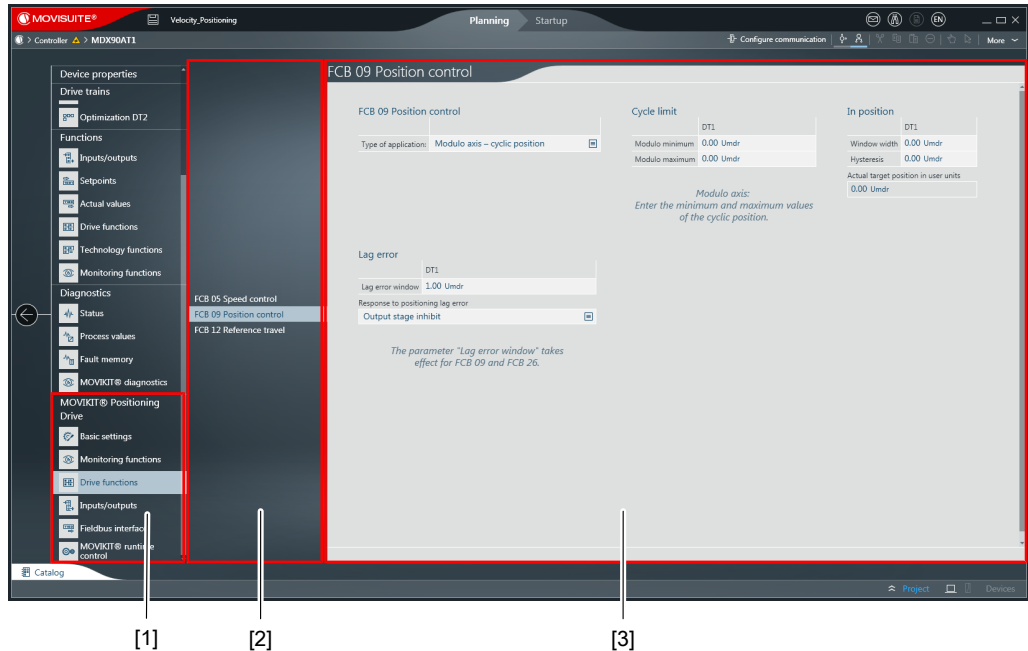 MOVISUITE®
Velocity_Positioning
Planning
Startup
EN
> Controller > MDX90AT1
Configure communication
More
Device properties
Drive trains
Optimization DT2
Functions
Inputs/outputs
Setpoints
Actual values
Drive functions
Technology functions
Monitoring functions
Diagnostics
Status
Process values
Fault memory
MOVIKIT® diagnostics
MOVIKIT® Positioning
Drive
Basic settings
Monitoring functions
Drive functions
Inputs/outputs
Fieldbus interface
MOVIKIT® runtime
control
FCB 05 Speed control
FCB 09 Position control
FCB 12 Reference travel
FCB 09 Position control
FCB 09 Position control
Type of application: Modulo axis – cyclic position
Cycle limit
DT1
Modulo minimum 0.00 Umdr
Modulo maximum 0.00 Umdr
Modulo axis:
Enter the minimum and maximum values
of the cyclic position.
In position
DT1
Window width 0.00 Umdr
Hysteresis 0.00 Umdr
Actual target position in user units
0.00 Umdr
Lag error
DT1
Lag error window 1.00 Umdr
Response to positioning lag error
Output stage inhibit
The parameter "Lag error window" takes
effect for FCB 09 and FCB 26.
Catalog
Project
Devices
[1]
[2]
[3]